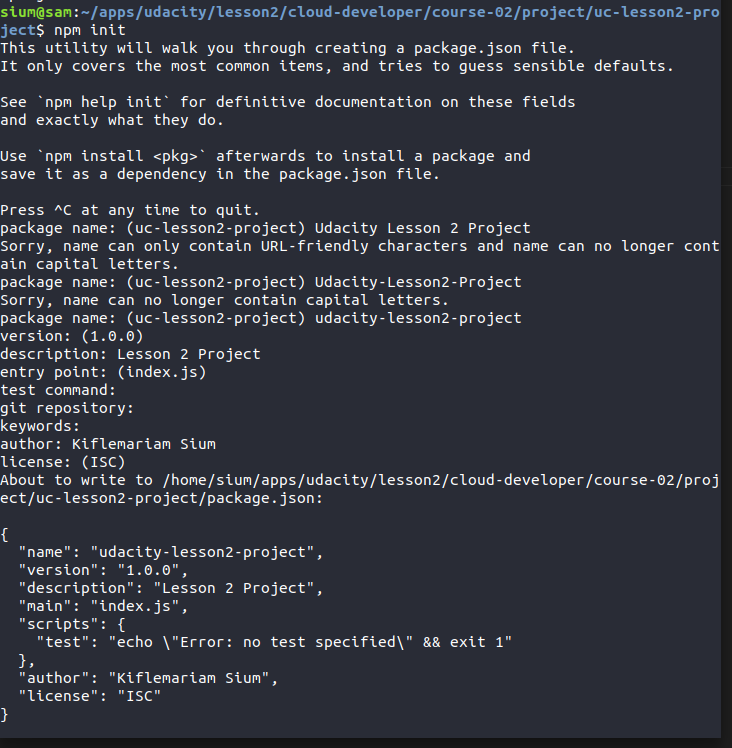 sium@sam:~/apps/udacity/lesson2/cloud-developer/course-02/project/uc-lesson2-pro
ject$ npm init
This utility will walk you through creating a package.json file.
It only covers the most common items, and tries to guess sensible defaults.
See `npm help init` for definitive documentation on these fields
and exactly what they do.
Use `npm install <pkg>` afterwards to install a package and
save it as a dependency in the package.json file.
Press ^C at any time to quit.
package name: (uc-lesson2-project) Udacity Lesson 2 Project
Sorry, name can only contain URL-friendly characters and name can no longer cont
ain capital letters.
package name: (uc-lesson2-project) Udacity-Lesson2-Project
Sorry, name can no longer contain capital letters.
package name: (uc-lesson2-project) udacity-lesson2-project
version: (1.0.0)
description: Lesson 2 Project
entry point: (index.js)
test command:
git repository:
keywords:
author: Kiflemariam Sium
license: (ISC)
About to write to /home/sium/apps/udacity/lesson2/cloud-developer/course-02/proj
ect/uc-lesson2-project/package.json:
{
  "name": "udacity-lesson2-project",
  "version": "1.0.0",
  "description": "Lesson 2 Project",
  "main": "index.js",
  "scripts": {
    "test": "echo \"Error: no test specified\" && exit 1"
  },
  "author": "Kiflemariam Sium",
  "license": "ISC"
}